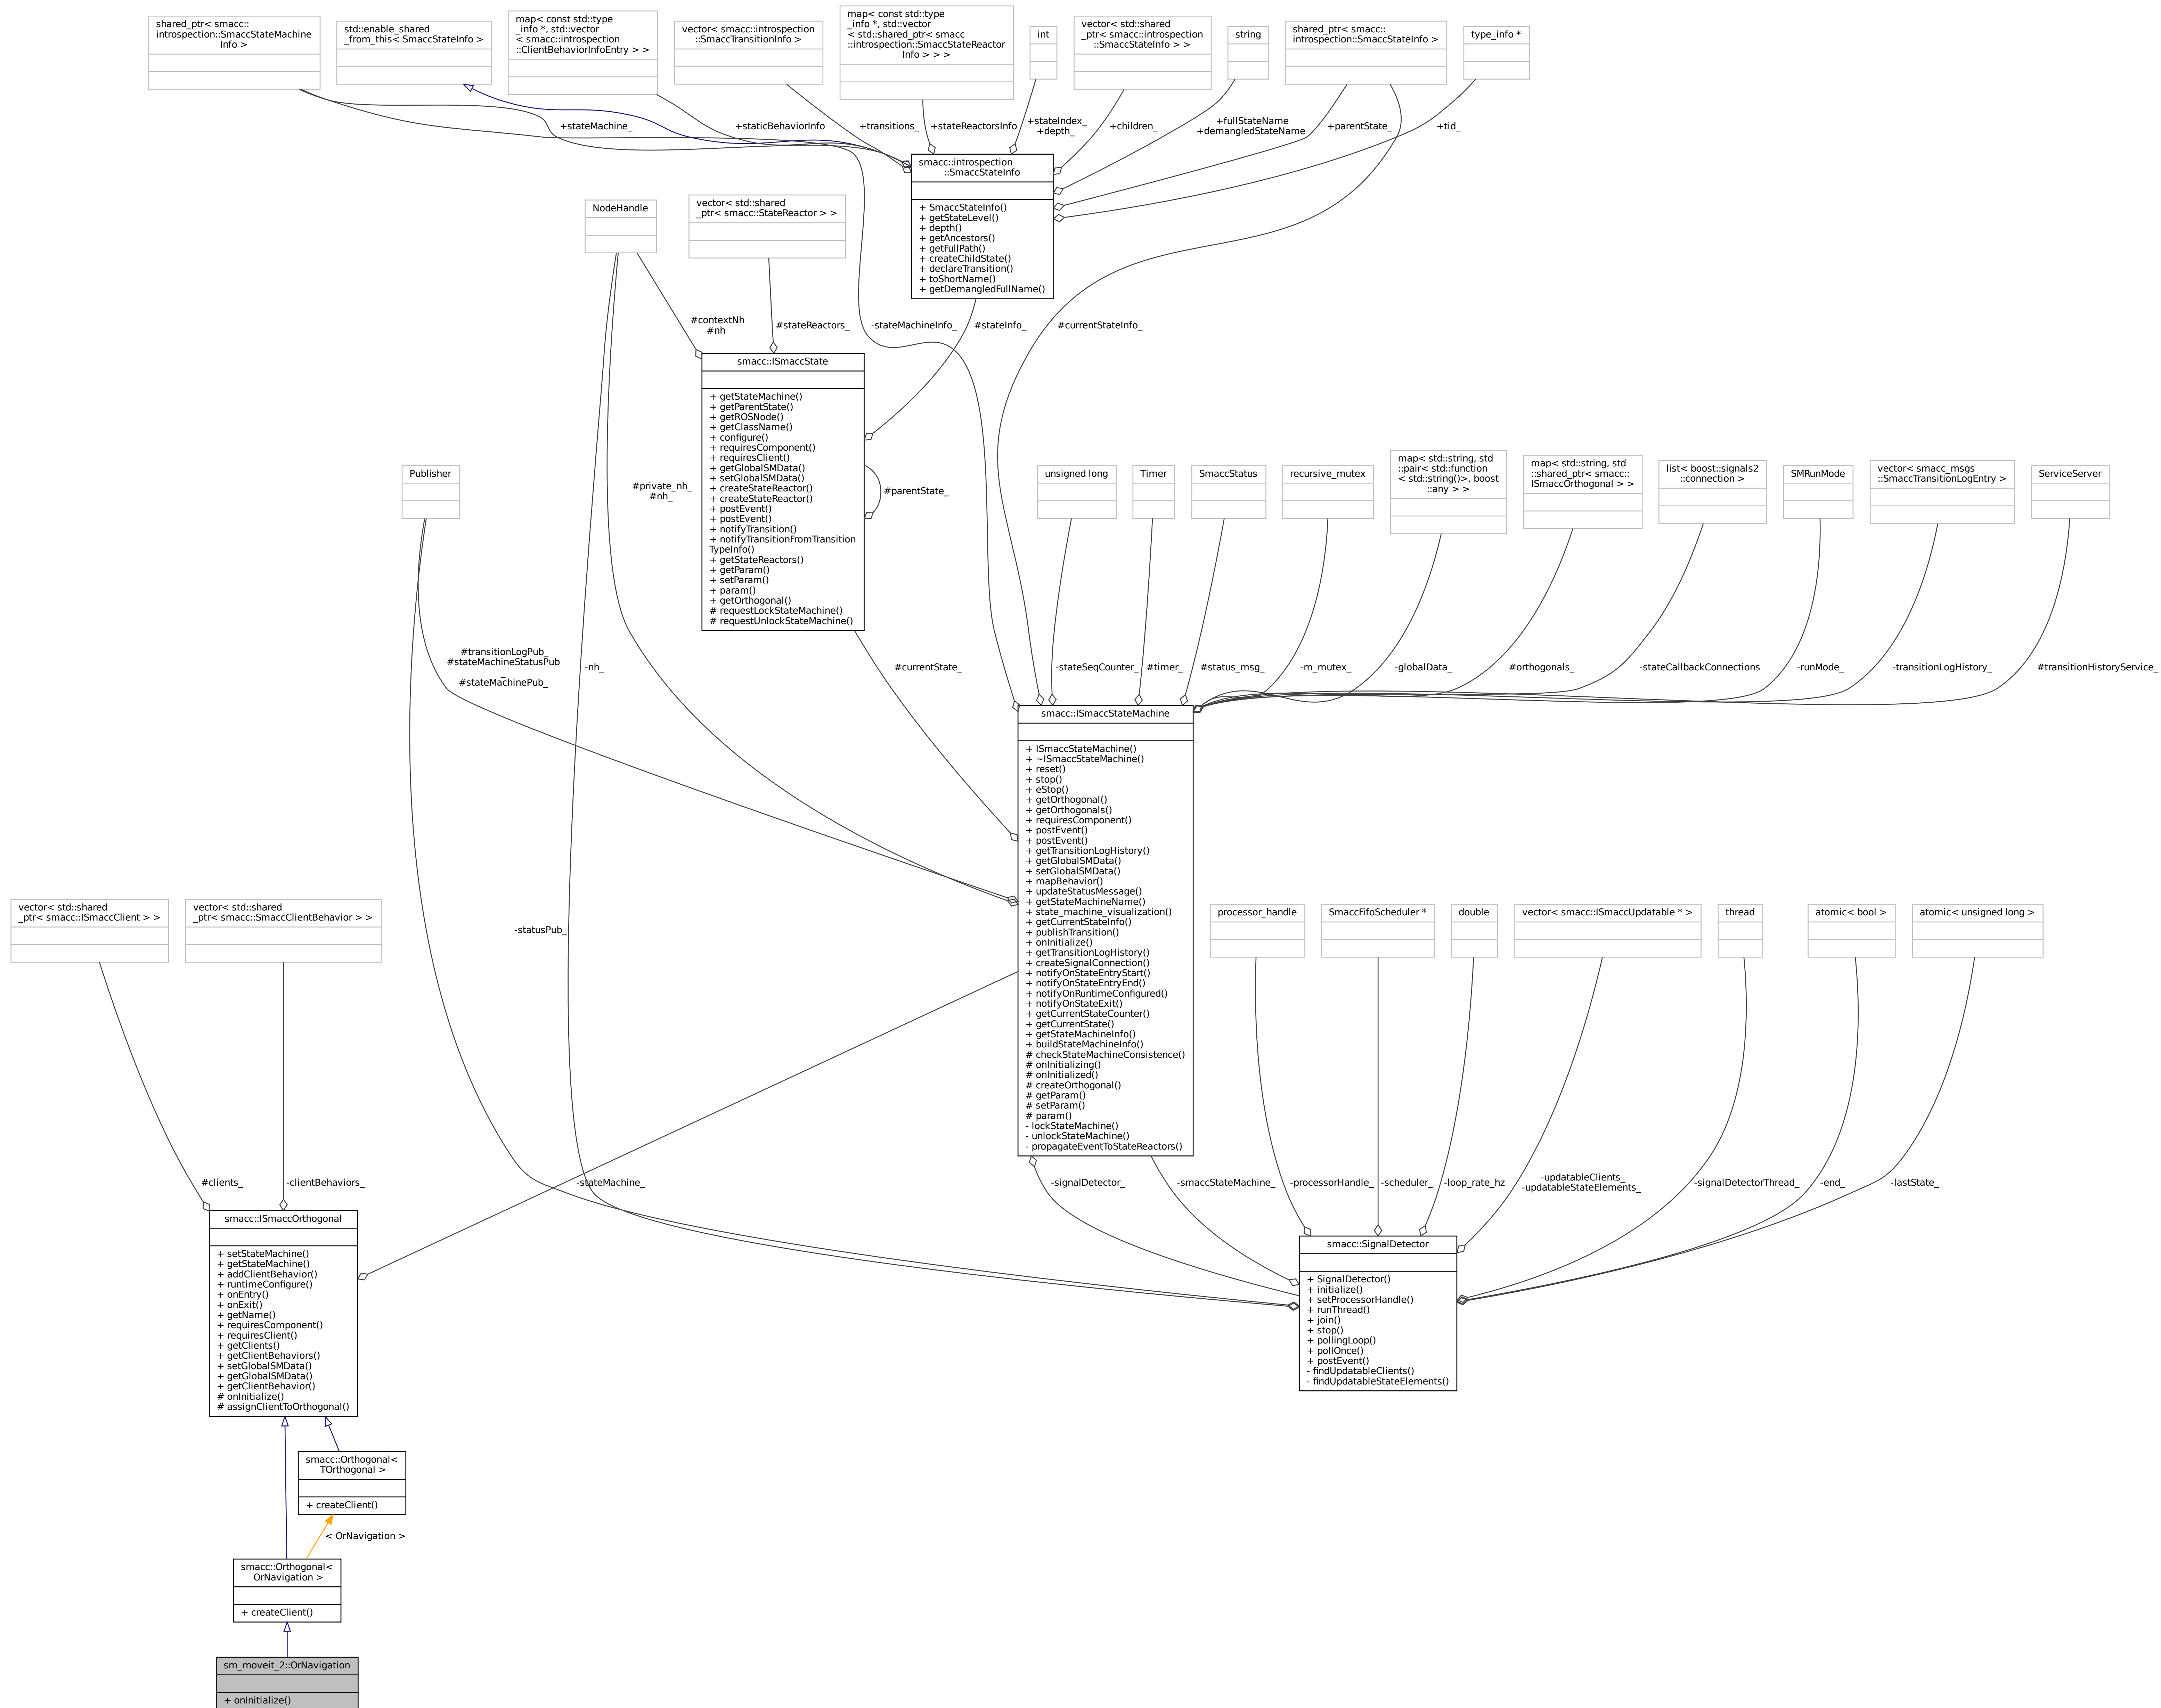 shared_ptr< smacc::
introspection::SmaccStateMachine
Info >
std::enable_shared
_from_this< SmaccStateInfo >
map< const std::type
_info *, std::vector
< smacc::introspection
::ClientBehaviorInfoEntry > >
vector< smacc::introspection
::SmaccTransitionInfo >
map< const std::type
_info *, std::vector
< std::shared_ptr< smacc
::introspection::SmaccStateReactor
Info > > >
int
vector< std::shared
_ptr< smacc::introspection
::SmaccStateInfo > >
string
shared_ptr< smacc::
introspection::SmaccStateInfo >
type_info *
+stateMachine_
+staticBehaviorInfo
+transitions_
+stateReactorsInfo
+stateIndex_
+depth_
+children_
+fullStateName
+demangledStateName
+parentState_
+tid_
smacc::introspection
::SmaccStateInfo
+ SmaccStateInfo()
+ getStateLevel()
+ depth()
+ getAncestors()
+ getFullPath()
+ createChildState()
+ declareTransition()
+ toShortName()
+ getDemangledFullName()
NodeHandle
vector< std::shared
_ptr< smacc::StateReactor > >
#contextNh
#nh
#stateReactors_
-stateMachineInfo_
#stateInfo_
#currentStateInfo_
smacc::ISmaccState
+ getStateMachine()
+ getParentState()
+ getROSNode()
+ getClassName()
+ configure()
+ requiresComponent()
+ requiresClient()
+ getGlobalSMData()
+ setGlobalSMData()
+ createStateReactor()
+ createStateReactor()
+ postEvent()
+ postEvent()
+ notifyTransition()
+ notifyTransitionFromTransition
TypeInfo()
+ getStateReactors()
+ getParam()
+ setParam()
+ param()
+ getOrthogonal()
# requestLockStateMachine()
# requestUnlockStateMachine()
#parentState_
Publisher
#private_nh_
#nh_
unsigned long
Timer
SmaccStatus
recursive_mutex
map< std::string, std
::pair< std::function
< std::string()>, boost
::any > >
map< std::string, std
::shared_ptr< smacc::
ISmaccOrthogonal > >
list< boost::signals2
::connection >
SMRunMode
vector< smacc_msgs
::SmaccTransitionLogEntry >
ServiceServer
#transitionLogPub_
#stateMachineStatusPub
_
#stateMachinePub_
-nh_
#currentState_
-stateSeqCounter_
#timer_
#status_msg_
-m_mutex_
-globalData_
#orthogonals_
-stateCallbackConnections
-runMode_
-transitionLogHistory_
#transitionHistoryService_
smacc::ISmaccStateMachine
+ ISmaccStateMachine()
+ ~ISmaccStateMachine()
+ reset()
+ stop()
+ eStop()
+ getOrthogonal()
+ getOrthogonals()
+ requiresComponent()
+ postEvent()
+ postEvent()
+ getTransitionLogHistory()
+ getGlobalSMData()
+ setGlobalSMData()
+ mapBehavior()
+ updateStatusMessage()
+ getStateMachineName()
+ state_machine_visualization()
+ getCurrentStateInfo()
+ publishTransition()
+ onInitialize()
+ getTransitionLogHistory()
+ createSignalConnection()
+ notifyOnStateEntryStart()
+ notifyOnStateEntryEnd()
+ notifyOnRuntimeConfigured()
+ notifyOnStateExit()
+ getCurrentStateCounter()
+ getCurrentState()
+ getStateMachineInfo()
+ buildStateMachineInfo()
# checkStateMachineConsistence()
# onInitializing()
# onInitialized()
# createOrthogonal()
# getParam()
# setParam()
# param()
- lockStateMachine()
- unlockStateMachine()
- propagateEventToStateReactors()
vector< std::shared
_ptr< smacc::ISmaccClient > >
vector< std::shared
_ptr< smacc::SmaccClientBehavior > >
-statusPub_
processor_handle
SmaccFifoScheduler *
double
vector< smacc::ISmaccUpdatable * >
thread
atomic< bool >
atomic< unsigned long >
#clients_
-clientBehaviors_
-stateMachine_
-signalDetector_
-smaccStateMachine_
-processorHandle_
-scheduler_
-loop_rate_hz
-updatableClients_
-updatableStateElements_
-signalDetectorThread_
-end_
-lastState_
smacc::ISmaccOrthogonal
+ setStateMachine()
+ getStateMachine()
+ addClientBehavior()
+ runtimeConfigure()
+ onEntry()
+ onExit()
+ getName()
+ requiresComponent()
+ requiresClient()
+ getClients()
+ getClientBehaviors()
+ setGlobalSMData()
+ getGlobalSMData()
+ getClientBehavior()
# onInitialize()
# assignClientToOrthogonal()
smacc::SignalDetector
+ SignalDetector()
+ initialize()
+ setProcessorHandle()
+ runThread()
+ join()
+ stop()
+ pollingLoop()
+ pollOnce()
+ postEvent()
- findUpdatableClients()
- findUpdatableStateElements()
smacc::Orthogonal<
TOrthogonal >
+ createClient()
< OrNavigation >
smacc::Orthogonal<
OrNavigation >
+ createClient()
sm_moveit_2::OrNavigation
+ onInitialize()